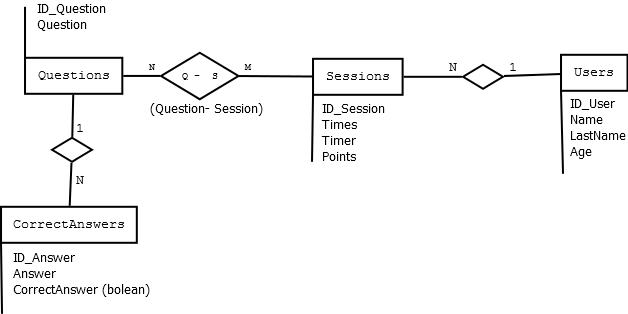 ID_Question
Question
Questions
N
Q - s
M
(Question- Session)
Sessions
N
1
Users
ID_Session
Times
Timer
Points
ID_User
Name
LastName
Age
1
N
CorrectAnswers
ID_Answer
Answer
CorrectAnswer (bolean)